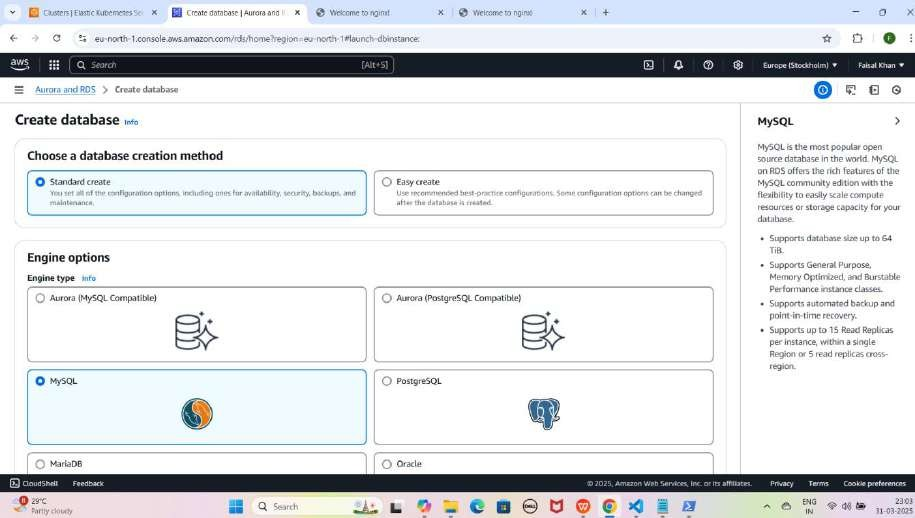 Clusters | Elastic Kubernetes Se
Create database | Aurora and R
Welcome to nginx!
Welcome to nginx!
eu-north-1.console.aws.amazon.com/rds/home?region=eu-north-1#launch-dbinstance:
F
aws
Search
[Alt+S]
Europe (Stockholm)
Faisal Khan
Aurora and RDS > Create database
Create database Info
Choose a database creation method
Standard create
You set all of the configuration options, including ones for availability, security, backups, and
maintenance.
Easy create
Use recommended best-practice configurations. Some configuration options can be changed
after the database is created.
Engine options
Engine type Info
Aurora (MySQL Compatible)
Aurora (PostgreSQL Compatible)
MySQL
PostgreSQL
MariaDB
Oracle
MySQL
MySQL is the most popular open
source database in the world. MySQL
on RDS offers the rich features of the
MySQL community edition with the
flexibility to easily scale compute
resources or storage capacity for your
database.
• Supports database size up to 64
TiB.
• Supports General Purpose,
Memory Optimized, and Burstable
Performance instance classes.
• Supports automated backup and
point-in-time recovery.
• Supports up to 15 Read Replicas
per instance, within a single
Region or 5 read replicas cross-
region.
CloudShell
Feedback
© 2025, Amazon Web Services, Inc. or its affiliates.
Privacy
Terms
Cookie preferences
29°C
Partly cloudy
Search
DELL
ENG
IN
23:03
31-03-2025